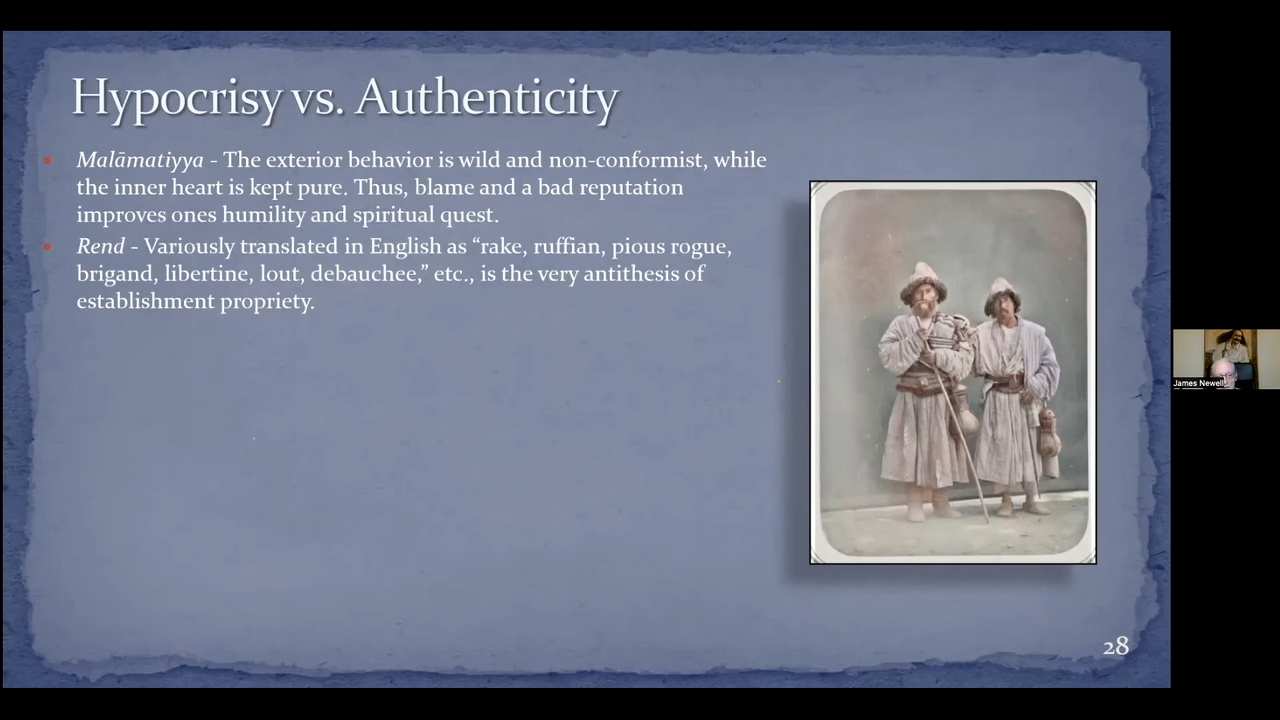 Hypocrisy vs. Authenticity
Malāmatiyya - The exterior behavior is wild and non-conformist, while
the inner heart is kept pure. Thus, blame and a bad reputation
improves ones humility and spiritual quest.
Rend - Variously translated in English as “rake, ruffian, pious rogue,
brigand, libertine, lout, debauchee,” etc., is the very antithesis of
establishment propriety.
James Newell
28